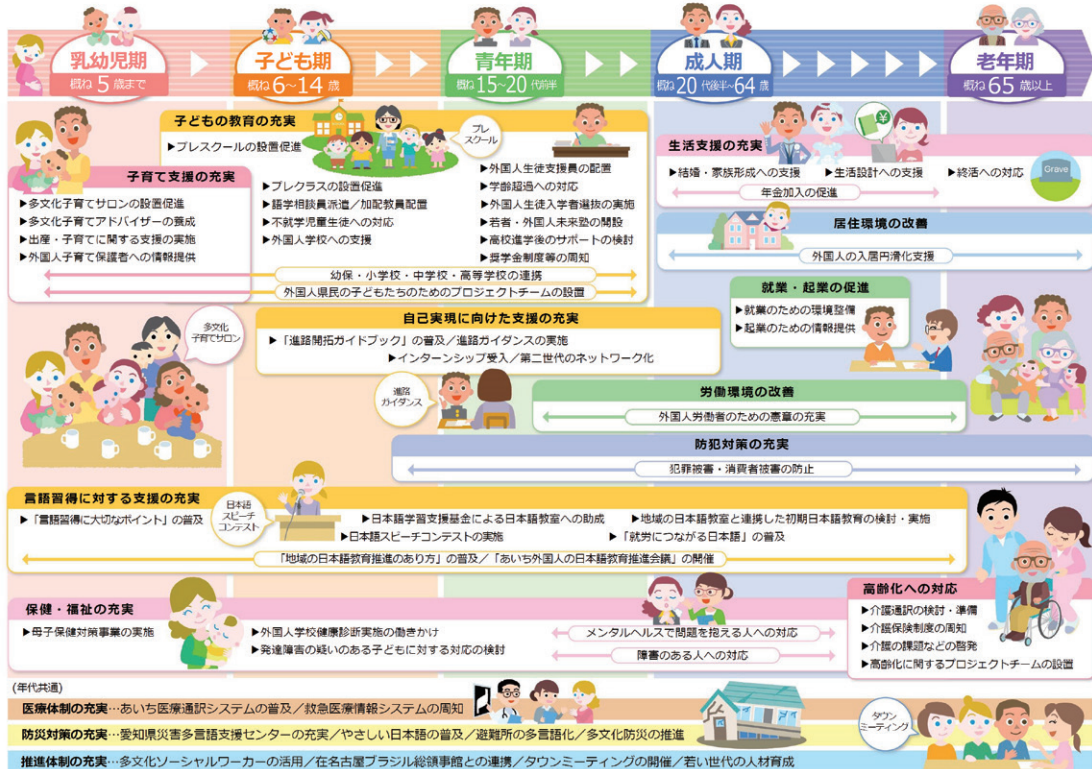 乳幼児期
概ね5歳まで
子ども期
概ね6～14歳
青年期
概ね15～20代前半
成人期
概ね20代後半～64歳
老年期
概ね65歳以上
子どもの教育の充実
▶プレスクールの設置促進
プレ
スクール
▶プレクラスの設置促進
▶語学相談員派遣／加配教員配置
▶不就学児童生徒への対応
▶外国人学校への支援
▶外国人生徒支援員の配置
▶学齢超過への対応
▶外国人生徒入学者選抜の実施
▶若者・外国人未来塾の開設
▶高校進学後のサポートの検討
▶奨学金制度等の周知
子育て支援の充実
▶多文化子育てサロンの設置促進
▶多文化子育てアドバイザーの養成
▶出産・子育てに関する支援の実施
▶外国人子育て保護者への情報提供
幼保・小学校・中学校・高等学校の連携
外国人県民の子どもたちのためのプロジェクトチームの設置
生活支援の充実
▶結婚・家族形成への支援
▶生活設計への支援
▶終活への対応
Grave
年金加入の促進
居住環境の改善
外国人の入居円滑化支援
就業・起業の促進
▶就業のための環境整備
▶起業のための情報提供
多文化
子育てサロン
自己実現に向けた支援の充実
▶「進路開拓ガイドブック」の普及／進路ガイダンスの実施
▶インターンシップ受入／第二世代のネットワーク化
進路
ガイダンス
労働環境の改善
外国人労働者のための憲章の充実
防犯対策の充実
犯罪被害・消費者被害の防止
言語習得に対する支援の充実
▶「言語習得に大切なポイント」の普及
日本語
スピーチ
コンテスト
▶日本語学習支援基金による日本語教室への助成
▶地域の日本語教室と連携した初期日本語教育の検討・実施
▶日本語スピーチコンテストの実施
▶「就労につながる日本語」の普及
「地域の日本語教育推進のあり方」の普及／「あいち外国人の日本語教育推進会議」の開催
保健・福祉の充実
▶母子保健対策事業の実施
▶外国人学校健康診断実施の働きかけ
▶発達障害の疑いのある子どもに対する対応の検討
メンタルヘルスで問題を抱える人への対応
障害のある人への対応
高齢化への対応
▶介護通訳の検討・準備
▶介護保険制度の周知
▶介護の課題などの啓発
▶高齢化に関するプロジェクトチームの設置
(年代共通)
医療体制の充実…あいち医療通訳システムの普及／救急医療情報システムの周知
防災対策の充実…愛知県災害多言語支援センターの充実／やさしい日本語の普及／避難所の多言語化／多文化防災の推進
推進体制の充実…多文化ソーシャルワーカーの活用／在名古屋ブラジル総領事館との連携／タウンミーティングの開催／若い世代の人材育成
タウン
ミーティング